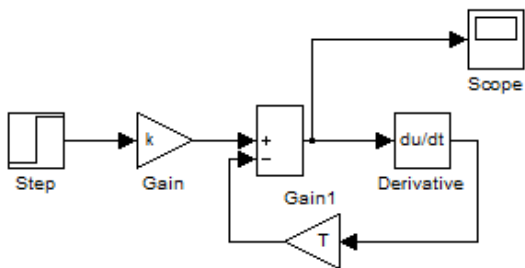 Scope
k
+
−
du/dt
Step
Gain
Gain1
Derivative
T